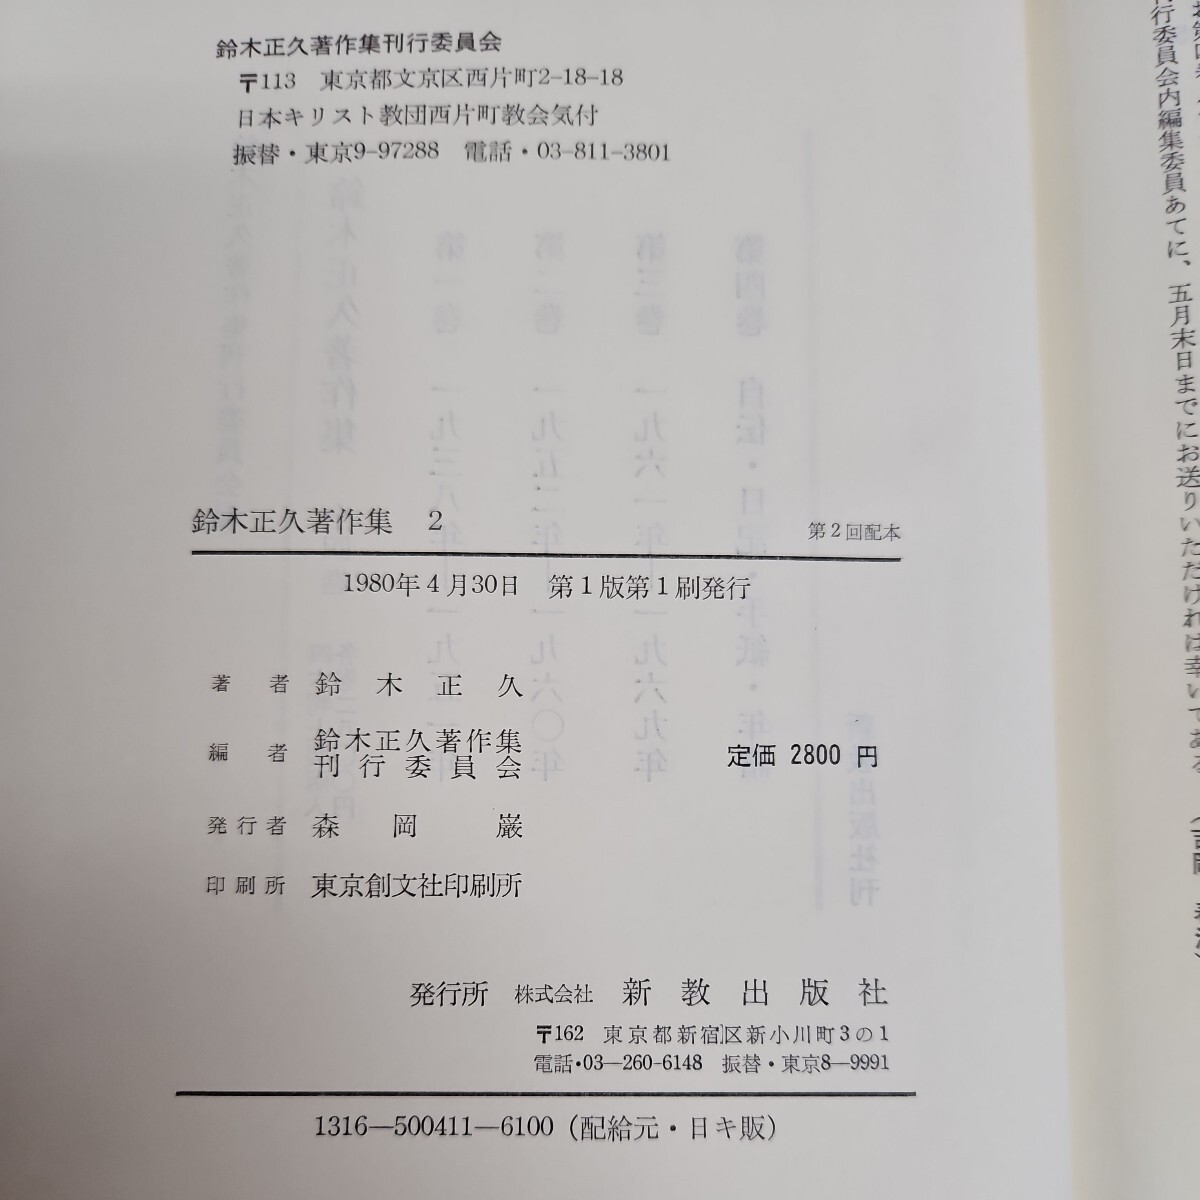 鈴木正久著作集刊行委員会
〒113 東京都文京区西片町2-18-18
日本キリスト教団西片町教会気付
振替・東京9-97288 電話・03-811-3801
鈴木正久著作集 2 第2回配本
1980年4月30日 第1版第1刷発行
著者 鈴木正久
編者 鈴木正久著作集
刊行委員会
定価 2800 円
発行者 森岡巌
印刷所 東京創文社印刷所
発行所 株式会社 新教出版社
〒162 東京都新宿区新小川町3の1
電話・03―260-6148 振替・東京8―9991
1316―500411―6100(配給元・日キ販)
行委員会内編集委員あてに、五月末日までにお送りいただければ幸いである